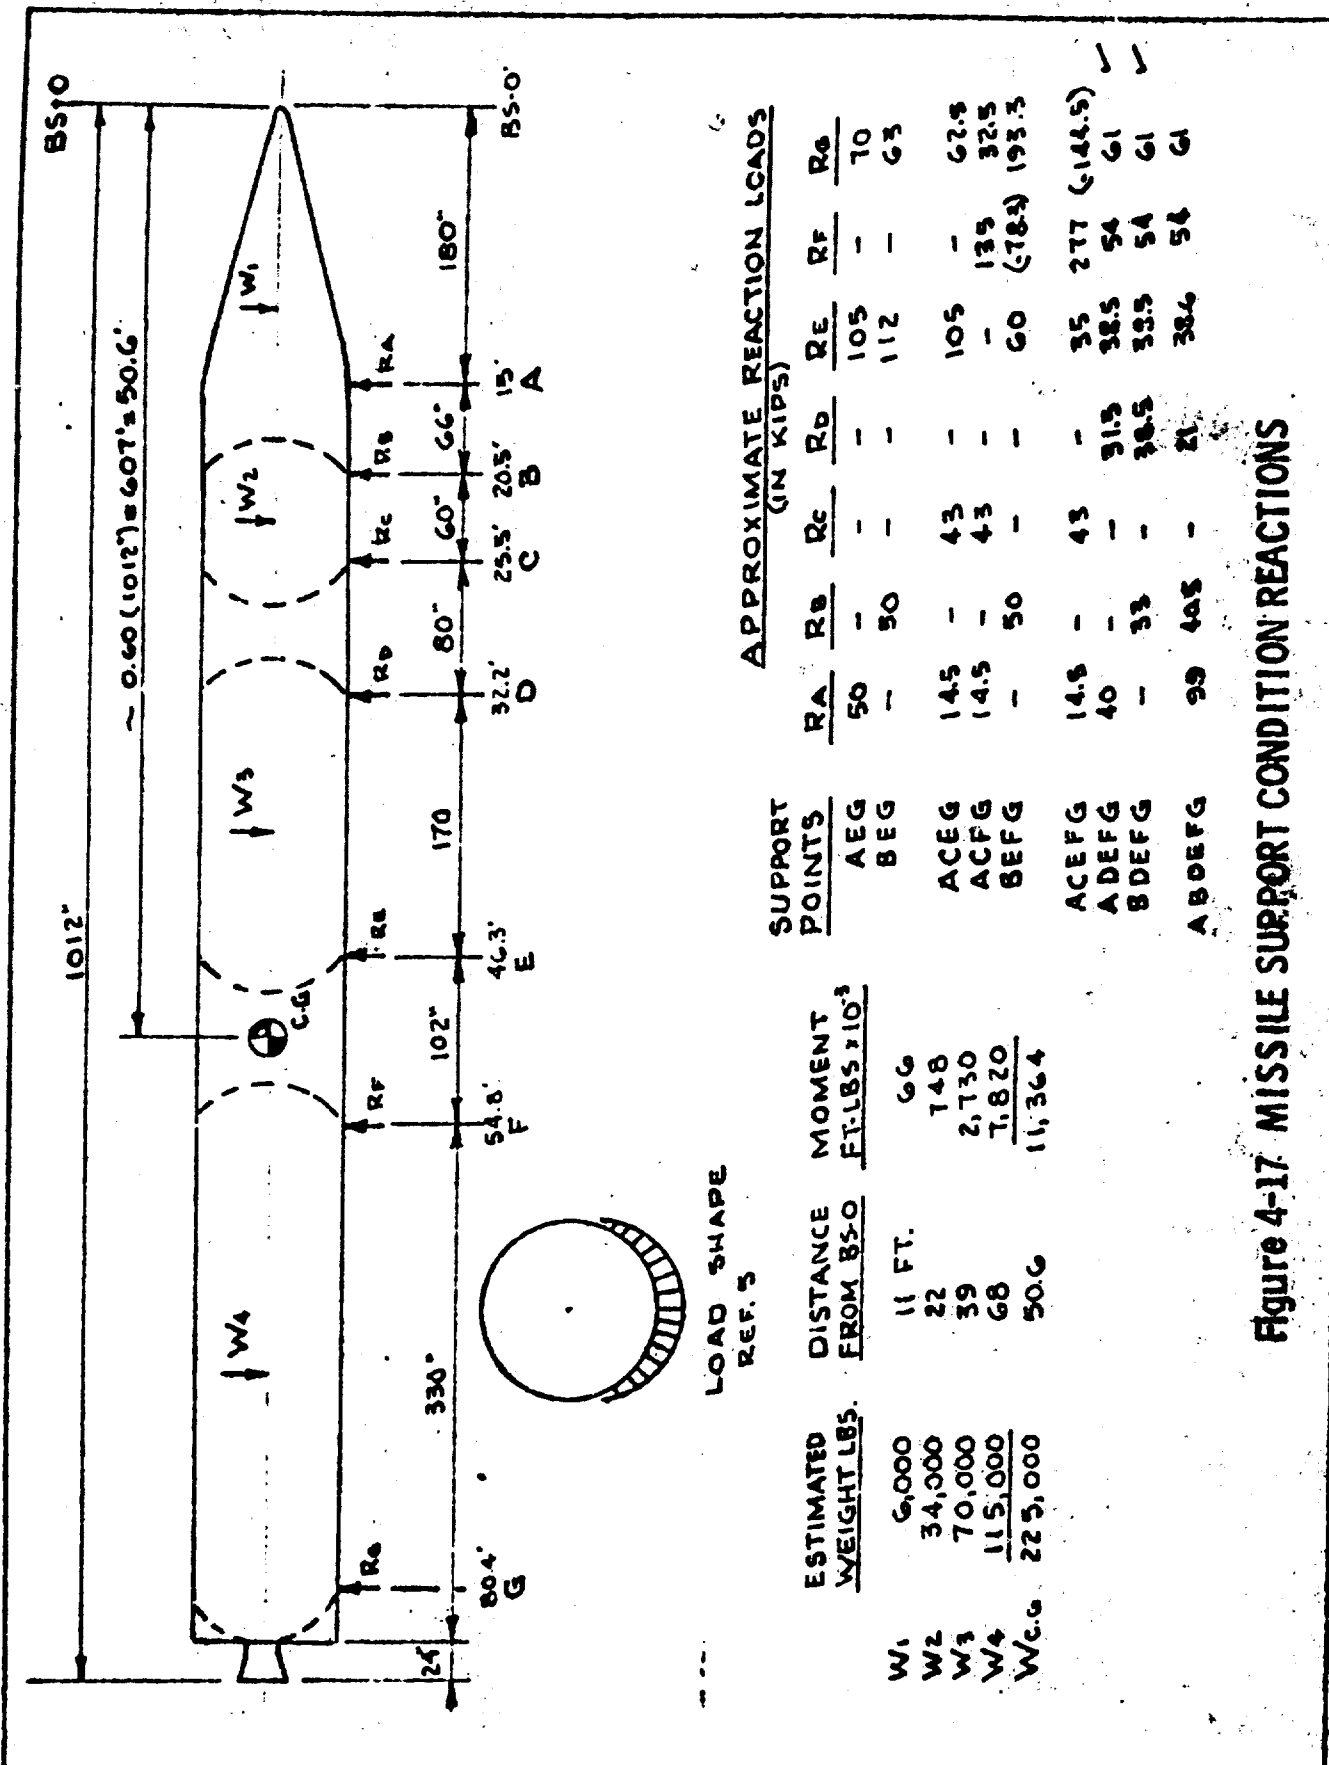 1012"
BS-O
~ 0.60 (1012") = 607" = 50.6'
W4
W3
W2
W1
C.G.
RG
RF
RE
RD
RC
RB
RA
24"
330"
102"
170
80"
60"
66"
180"
80.4'
54.8'
46.3'
32.2'
25.5'
20.5'
15'
BS-O'
G
F
E
D
C
B
A
LOAD SHAPE
REF. 5
ESTIMATED WEIGHT LBS. DISTANCE FROM BS-O MOMENT FT-LBS x 10⁻³
W1 6,000 11 FT. 66
W2 34,000 22 748
W3 70,000 39 2,730
W4 115,000 68 7,820
WC.G 225,000 50.6 11,364
APPROXIMATE REACTION LOADS
(IN KIPS)
SUPPORT POINTS RA RB RC RD RE RF RG
AEG 50 - - - 105 - 70
BEG - 50 - - 112 - 63
ACEG 14.5 - 43 - 105 - 62.5
ACFG 14.5 - 43 - - 135 32.5
BEFG - 50 - - 60 (-78.3) 193.3
ACEFG 14.5 - 43 - 35 277 (-144.5)
ADEFG 40 - - 31.5 38.5 54 61 ✓
BDEFG - 33 - 38.5 38.5 54 61 ✓
ABDEFG 99 40.5 - 21 38.6 54 61
Figure 4-17 MISSILE SUPPORT CONDITION REACTIONS